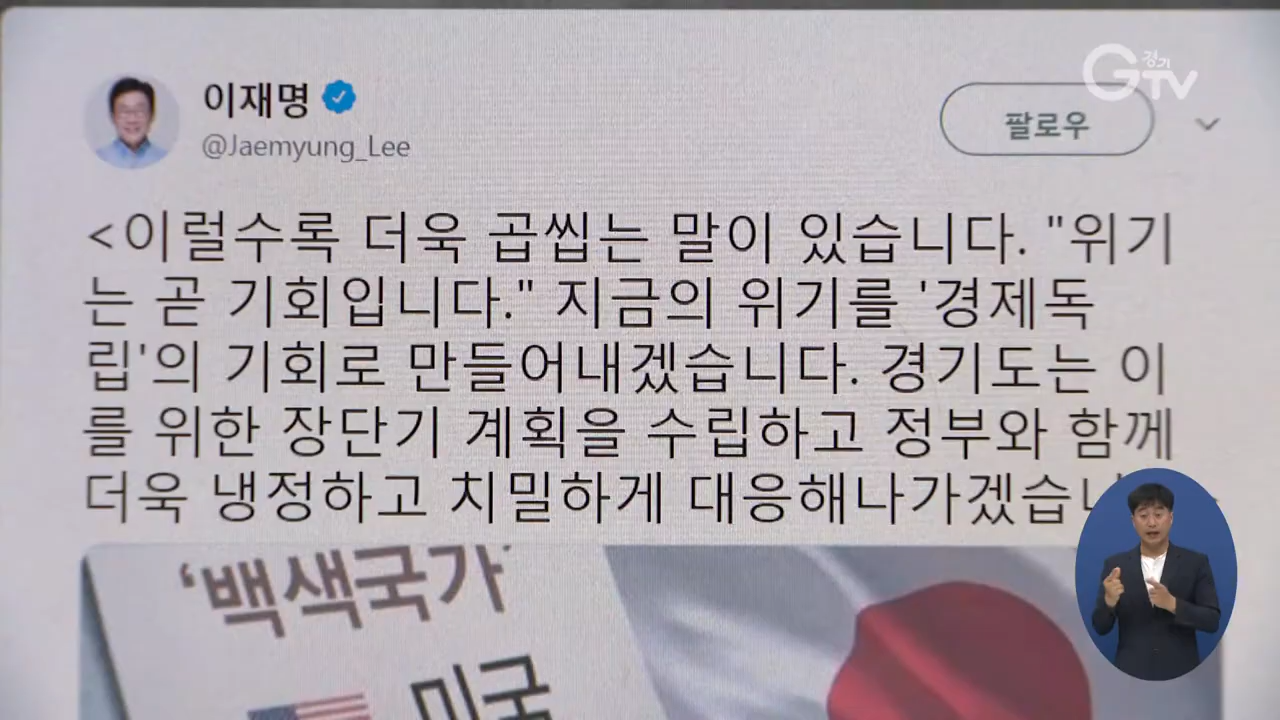 경기
GTV
이재명
@Jaemyung_Lee
팔로우
<이럴수록 더욱 곱씹는 말이 있습니다. "위기
는 곧 기회입니다." 지금의 위기를 '경제독
립'의 기회로 만들어내겠습니다. 경기도는 이
를 위한 장단기 계획을 수립하고 정부와 함께
더욱 냉정하고 치밀하게 대응해나가겠습
'백색국가'
미국